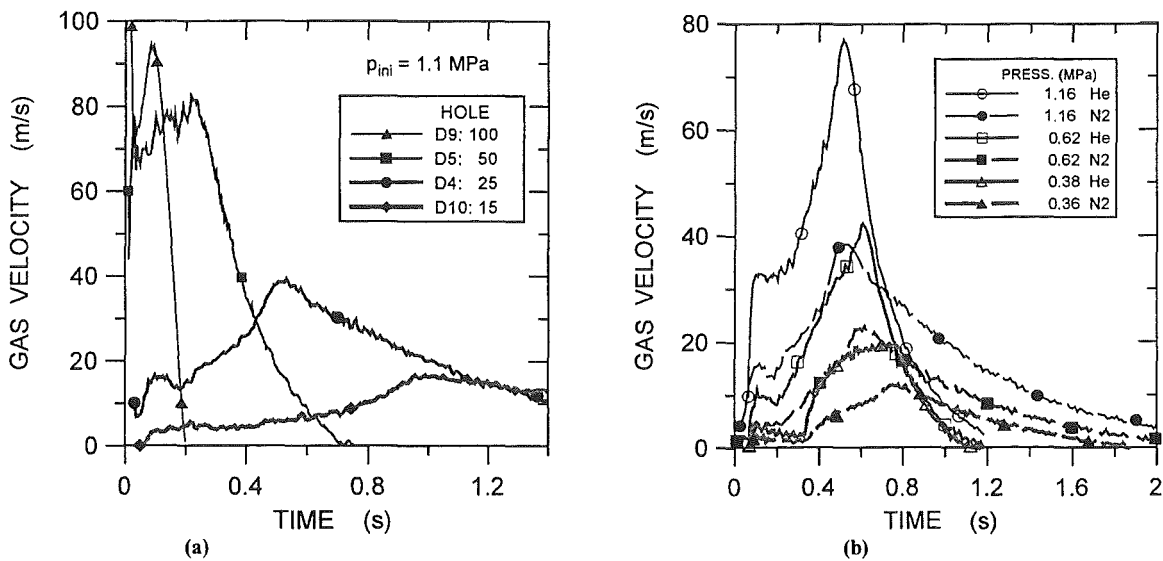 100
80
60
40
20
0
GAS VELOCITY (m/s)
p_ini = 1.1 MPa
HOLE
D9: 100
D5: 50
D4: 25
D10: 15
0 0.4 0.8 1.2
TIME (s)
(a)
80
60
40
20
0
GAS VELOCITY (m/s)
PRESS. (MPa)
1.16 He
1.16 N2
0.62 He
0.62 N2
0.38 He
0.36 N2
0 0.4 0.8 1.2 1.6 2
TIME (s)
(b)